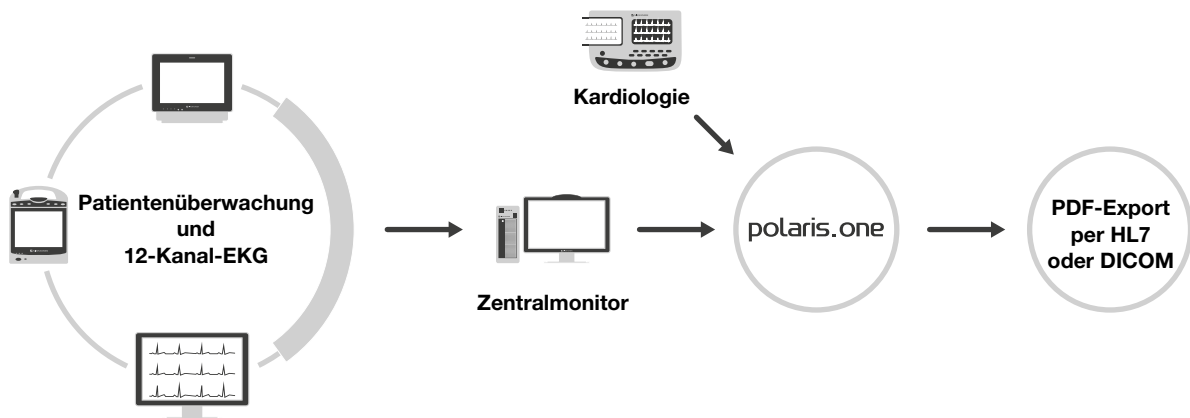 Kardiologie
Patientenüberwachung
und
12-Kanal-EKG
Zentralmonitor
polaris.one
PDF-Export
per HL7
oder DICOM